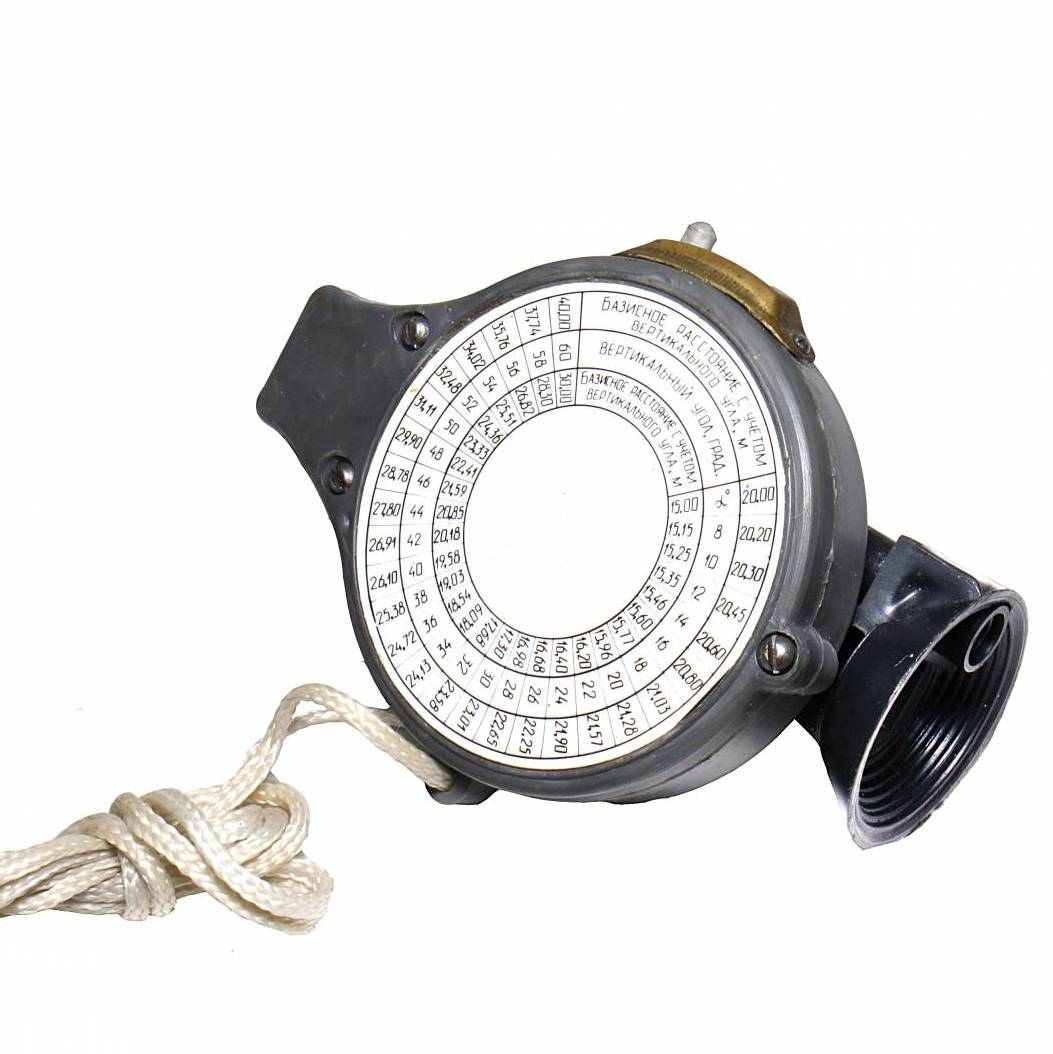 БАЗИСНОЕ РАССТОЯНИЕ С УЧЕТОМ
ВЕРТИКАЛЬНОГО УГЛА, М
20,00 20,20 20,30 20,45 20,60 20,80 21,03 21,28 21,57 21,90 22,25 22,65 23,01 23,58 24,13 24,72 25,38 26,10 26,91 27,80 28,78 29,90 31,11 32,48 34,02 35,76 37,74 40,00
ВЕРТИКАЛЬНЫЙ УГОЛ, ГРАД.
α° 8 10 12 14 16 18 20 22 24 26 28 30 32 34 36 38 40 42 44 46 48 50 52 54 56 58 60
БАЗИСНОЕ РАССТОЯНИЕ С УЧЕТОМ
ВЕРТИКАЛЬНОГО УГЛА, М
15,00 15,15 15,25 15,35 15,46 15,60 15,77 15,96 16,20 16,40 16,68 16,98 17,30 17,68 18,09 18,54 19,03 19,58 20,18 20,85 21,59 22,41 23,33 24,36 25,51 26,82 28,30 30,00